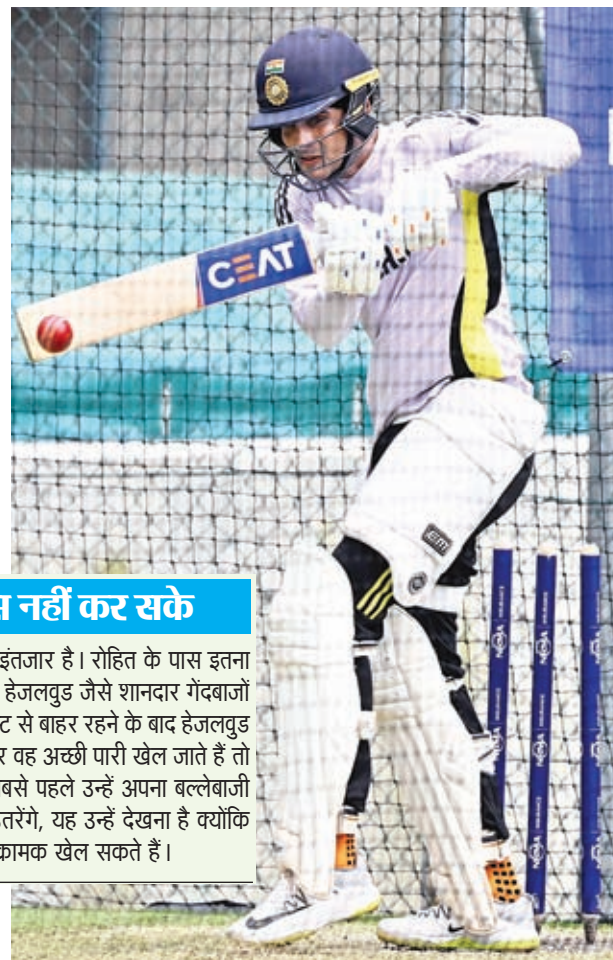 CEAT
EM
स नहीं कर सके
इंतजार है। रोहित के पास इतना
हेजलवुड जैसे शानदार गेंदबाजों
ट से बाहर रहने के बाद हेजलवुड
र वह अच्छी पारी खेल जाते हैं तो
बसे पहले उन्हें अपना बल्लेबाजी
तरेंगे, यह उन्हें देखना है क्योंकि
क्रामक खेल सकते हैं।